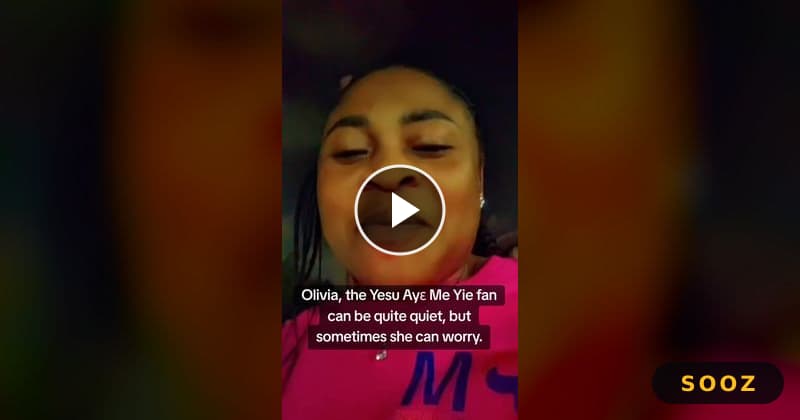 Olivia, the Yesu Ayɛ Me Yie fan
can be quite quiet, but
sometimes she can worry.
SOOZ